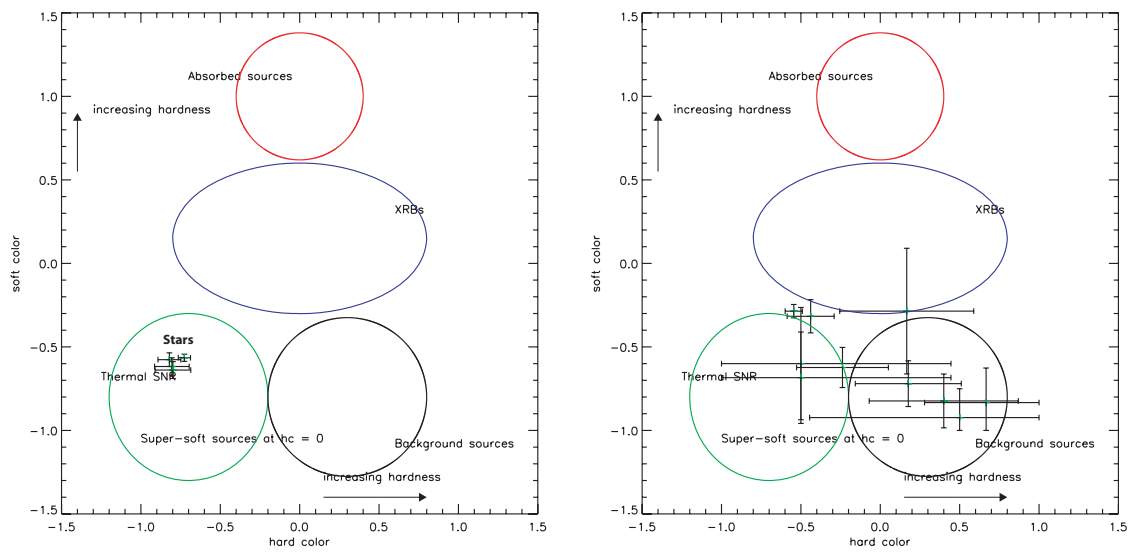 1.5
Absorbed sources
1.0
increasing hardness
0.5
XRBs
soft color
0.0
Stars
-0.5
Thermal SNR
-1.0
Super-soft sources at hc = 0
Background sources
increasing hardness
-1.5
-1.5 -1.0 -0.5 0.0 0.5 1.0 1.5
hard color
1.5
Absorbed sources
1.0
increasing hardness
0.5
XRBs
soft color
0.0
-0.5
Thermal SNR
-1.0
Super-soft sources at hc = 0
Background sources
increasing hardness
-1.5
-1.5 -1.0 -0.5 0.0 0.5 1.0 1.5
hard color